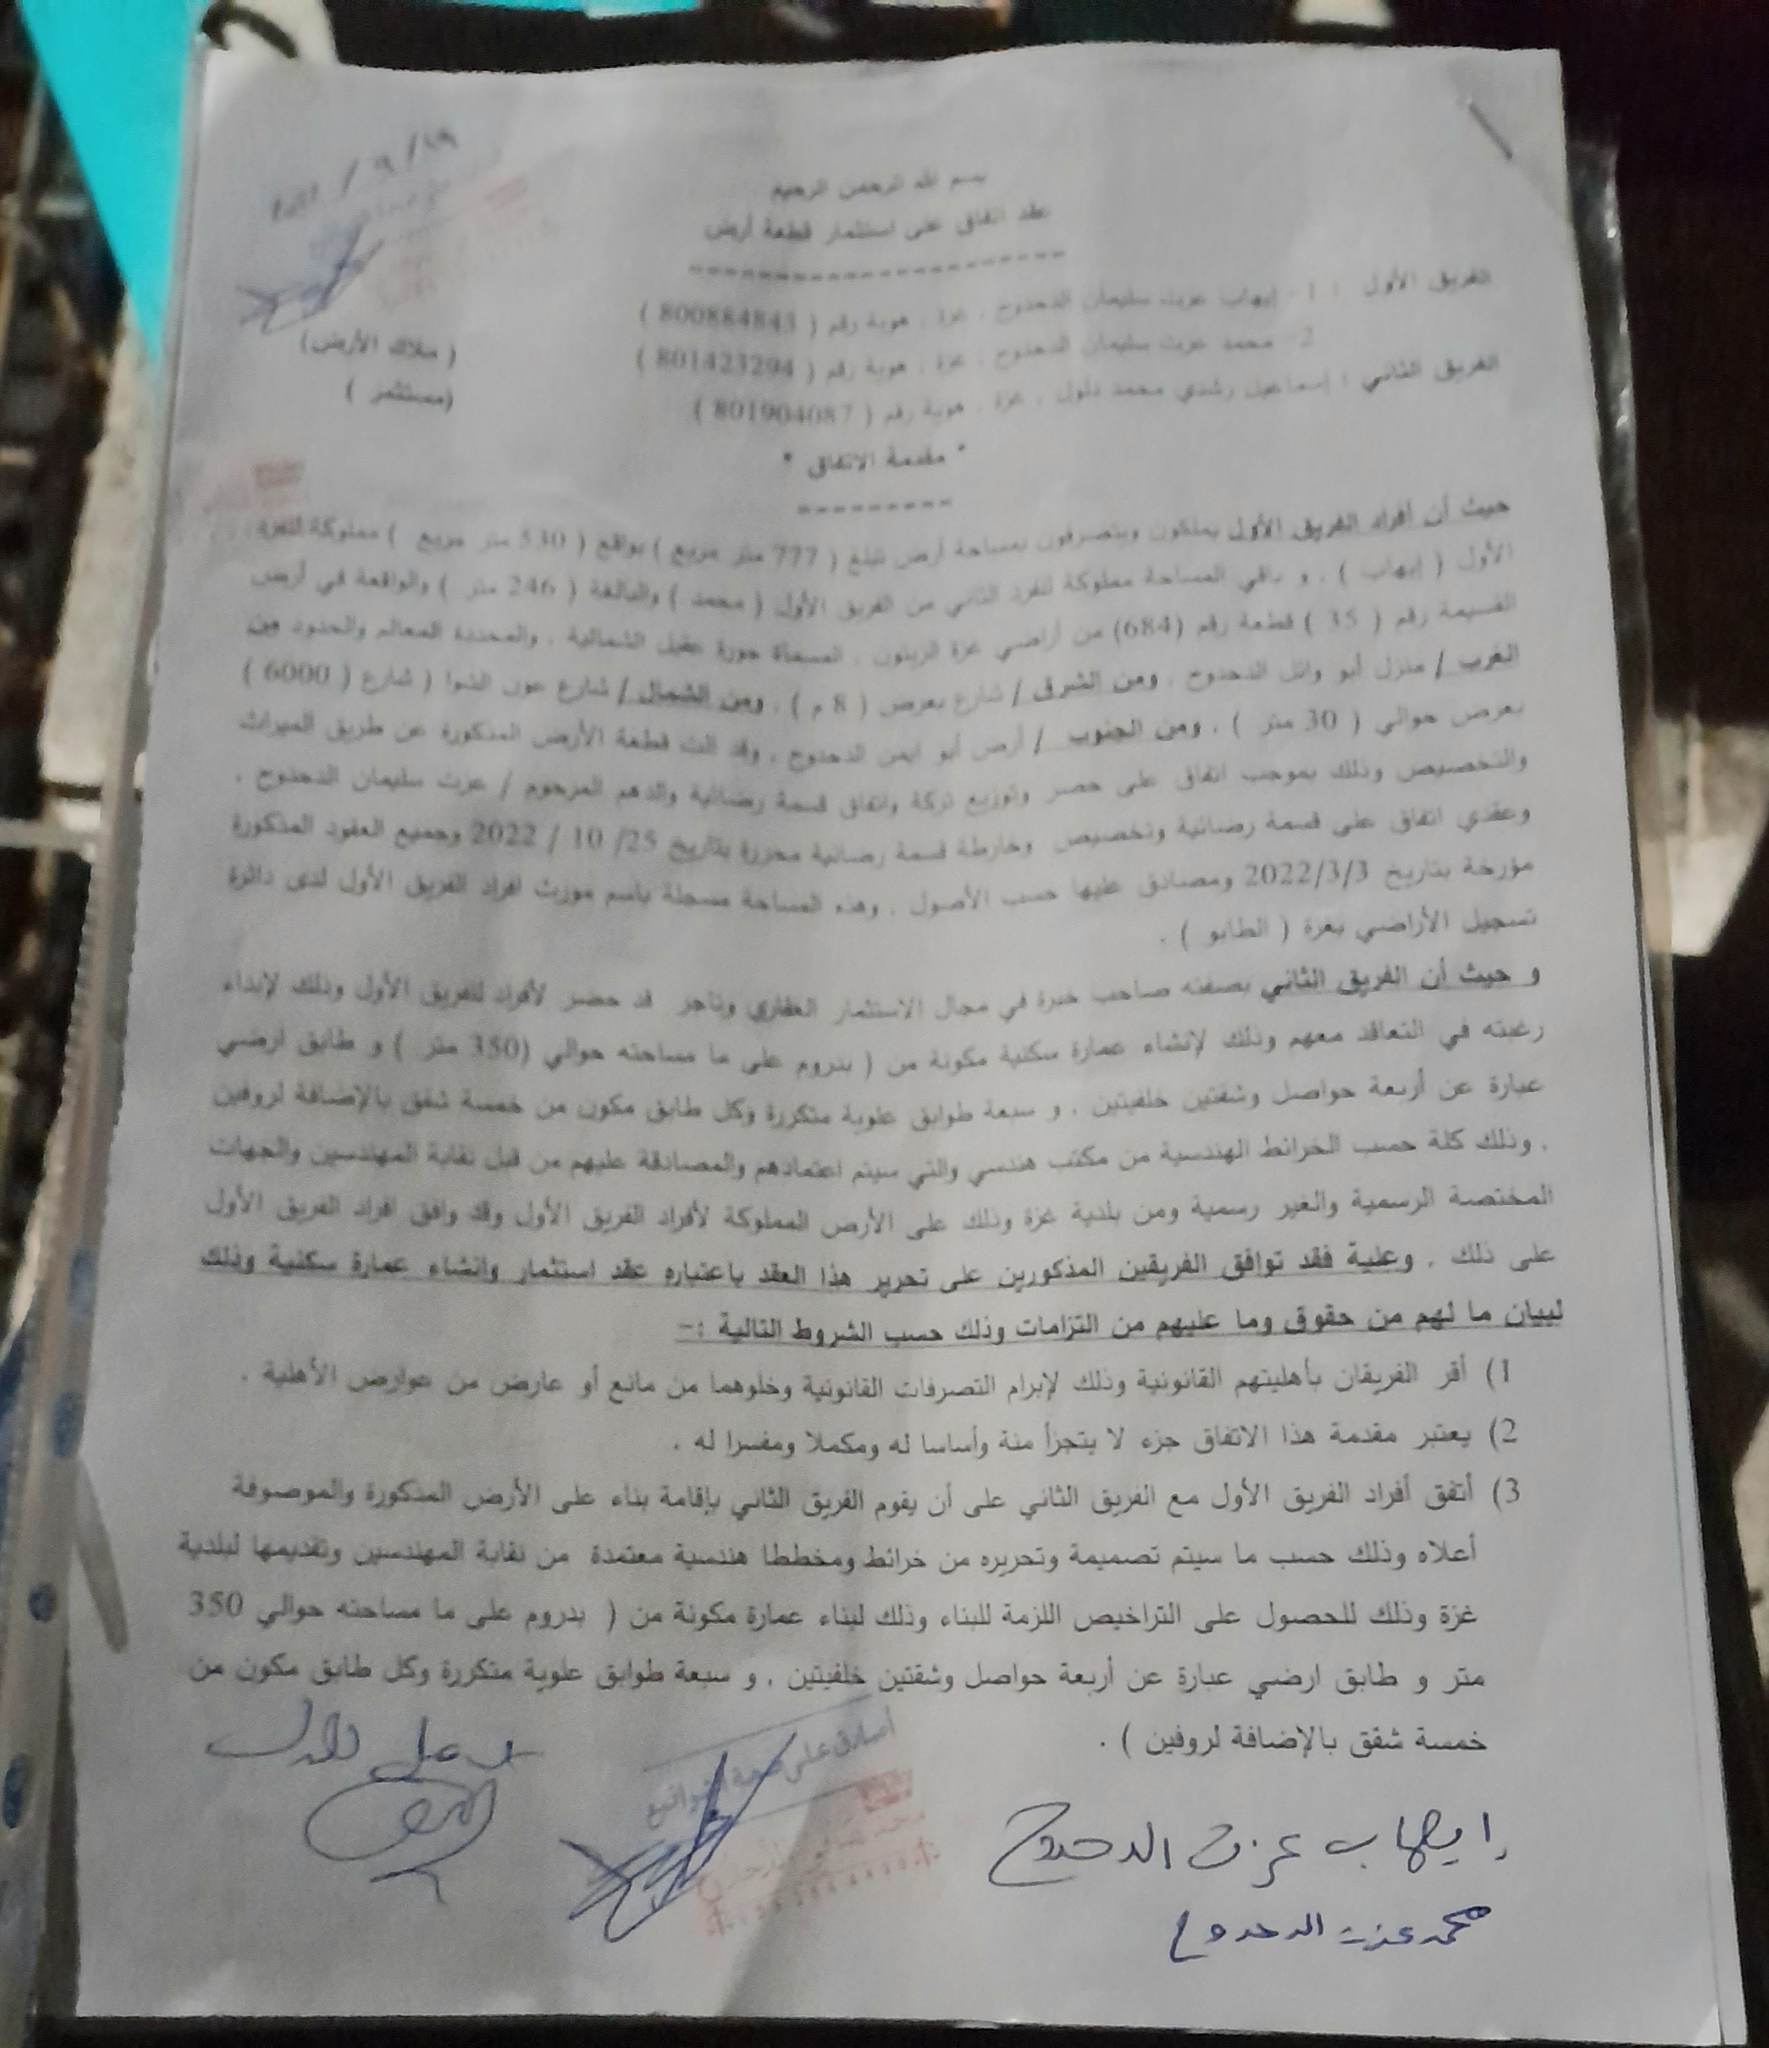 بسم الله الرحمن الرحيم
عقد اتفاق على استثمار قطعة أرض
الفريق الأول : 1- إيهاب عزت سليمان الدحدوح ، غزة ، هوية رقم ( 800884843 )
2- محمد عزت سليمان الدحدوح ، غزة ، هوية رقم ( 801423294 ) ( ملاك الأرض)
الفريق الثاني : إسماعيل رشدي محمد دلول ، غزة ، هوية رقم ( 801904087 ) (مستثمر )
* مقدمة الاتفاق *
حيث أن أفراد الفريق الأول يملكون ويتصرفون بمساحة أرض تبلغ ( 777 متر مربع ) بواقع ( 530 متر مربع ) مملوكة
الأول ( إيهاب ) ، و باقي المساحة مملوكة للفرد الثاني من الفريق الأول ( محمد ) والبالغة ( 246 متر ) والواقعة في أرض
القسيمة رقم ( 35 ) قطعة رقم (684) من أراضي غزة الزيتون ، المسماة جورة عقيل الشمالية ، والمحددة المعالم والحدود من
الغرب / منزل أبو وائل الدحدوح ، ومن الشرق / شارع بعرض ( 8 م ) ، ومن الشمال / شارع عون الشوا ( شارع ( 6000 )
بعرض حوالي ( 30 متر ) ، ومن الجنوب / أرض أبو ايمن الدحدوح ، وقد الت قطعة الأرض المذكورة عن طريق الميراث
والتخصيص وذلك بموجب اتفاق على حصر وتوزيع تركة واتفاق قسمة رضائية والدهم المرحوم / عزت سليمان الدحدوح ،
وعقدي اتفاق على قسمة رضائية وتخصيص وخارطة قسمة رضائية محررة بتاريخ 25/ 10 / 2022 وجميع العقود المذكورة
مؤرخة بتاريخ 2022/3/3 ومصادق عليها حسب الأصول ، وهذه المساحة مسجلة باسم مورث افراد الفريق الأول لدى دائرة
تسجيل الأراضي بغزة ( الطابو ) .
و حيث أن الفريق الثاني بصفته صاحب خبرة في مجال الاستثمار العقاري وتاجر قد حضر لأفراد الفريق الأول وذلك لإبداء
رغبته في التعاقد معهم وذلك لإنشاء عمارة سكنية مكونة من ( بدروم على ما مساحته حوالي (350 متر ) و طابق ارضي
عبارة عن أربعة حواصل وشقتين خلفيتين ، و سبعة طوابق علوية متكررة وكل طابق مكون من خمسة شقق بالإضافة لروفين
، وذلك كلة حسب الخرائط الهندسية من مكتب هندسي والتي سيتم اعتمادهم والمصادقة عليهم من قبل نقابة المهندسين والجهات
المختصة الرسمية والغير رسمية ومن بلدية غزة وذلك على الأرض المملوكة لأفراد الفريق الأول وقد وافق افراد الفريق الأول
على ذلك ، وعلية فقد توافق الفريقين المذكورين على تحرير هذا العقد باعتباره عقد استثمار وانشاء عمارة سكنية وذلك
لبيان ما لهم من حقوق وما عليهم من التزامات وذلك حسب الشروط التالية :-
1) أقر الفريقان بأهليتهم القانونية وذلك لإبرام التصرفات القانونية وخلوهما من مانع أو عارض من عوارض الأهلية .
2) يعتبر مقدمة هذا الاتفاق جزء لا يتجزأ منة وأساسا له ومكملا ومفسرا له .
3) أتفق أفراد الفريق الأول مع الفريق الثاني على أن يقوم الفريق الثاني بإقامة بناء على الأرض المذكورة والموصوفة
أعلاه وذلك حسب ما سيتم تصميمة وتحريره من خرائط ومخططا هندسية معتمدة من نقابة المهندسين وتقديمها لبلدية
غزة وذلك للحصول على التراخيص اللزمة للبناء وذلك لبناء عمارة مكونة من ( بدروم على ما مساحته حوالي 350
متر و طابق ارضي عبارة عن أربعة حواصل وشقتين خلفيتين ، و سبعة طوابق علوية متكررة وكل طابق مكون من
خمسة شقق بالإضافة لروفين ) .
أصادق على صحة التواقيع
إيهاب عزت الدحدوح
محمد عزت الدحدوح